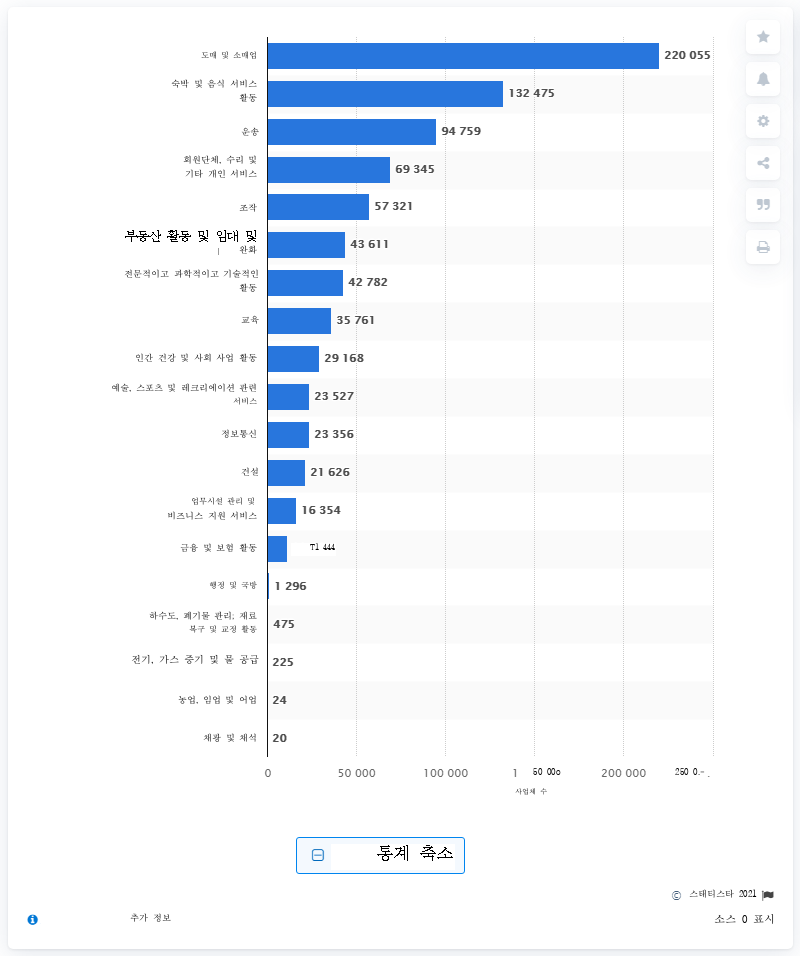 도매 및 소매업
220 055
숙박 및 음식 서비스
활동
132 475
운송
94 759
회원단체, 수리 및
기타 개인 서비스
69 345
조작
57 321
부동산 활동 및 임대 및
완화
43 611
전문적이고 과학적이고 기술적인
활동
42 782
교육
35 761
인간 건강 및 사회 사업 활동
29 168
예술, 스포츠 및 레크리에이션 관련
서비스
23 527
정보통신
23 356
건설
21 626
업무시설 관리 및
비즈니스 지원 서비스
16 354
금융 및 보험 활동
T1 444
행정 및 국방
1 296
하수도, 폐기물 관리; 재료
복구 및 교정 활동
475
전기, 가스 증기 및 물 공급
225
농업, 임업 및 어업
24
채광 및 채석
20
0 50 000 100 000 1 50 00o 200 000 250 0.- .
사업체 수
통계 축소
© 스태티스타 2021
추가 정보
소스 0 표시